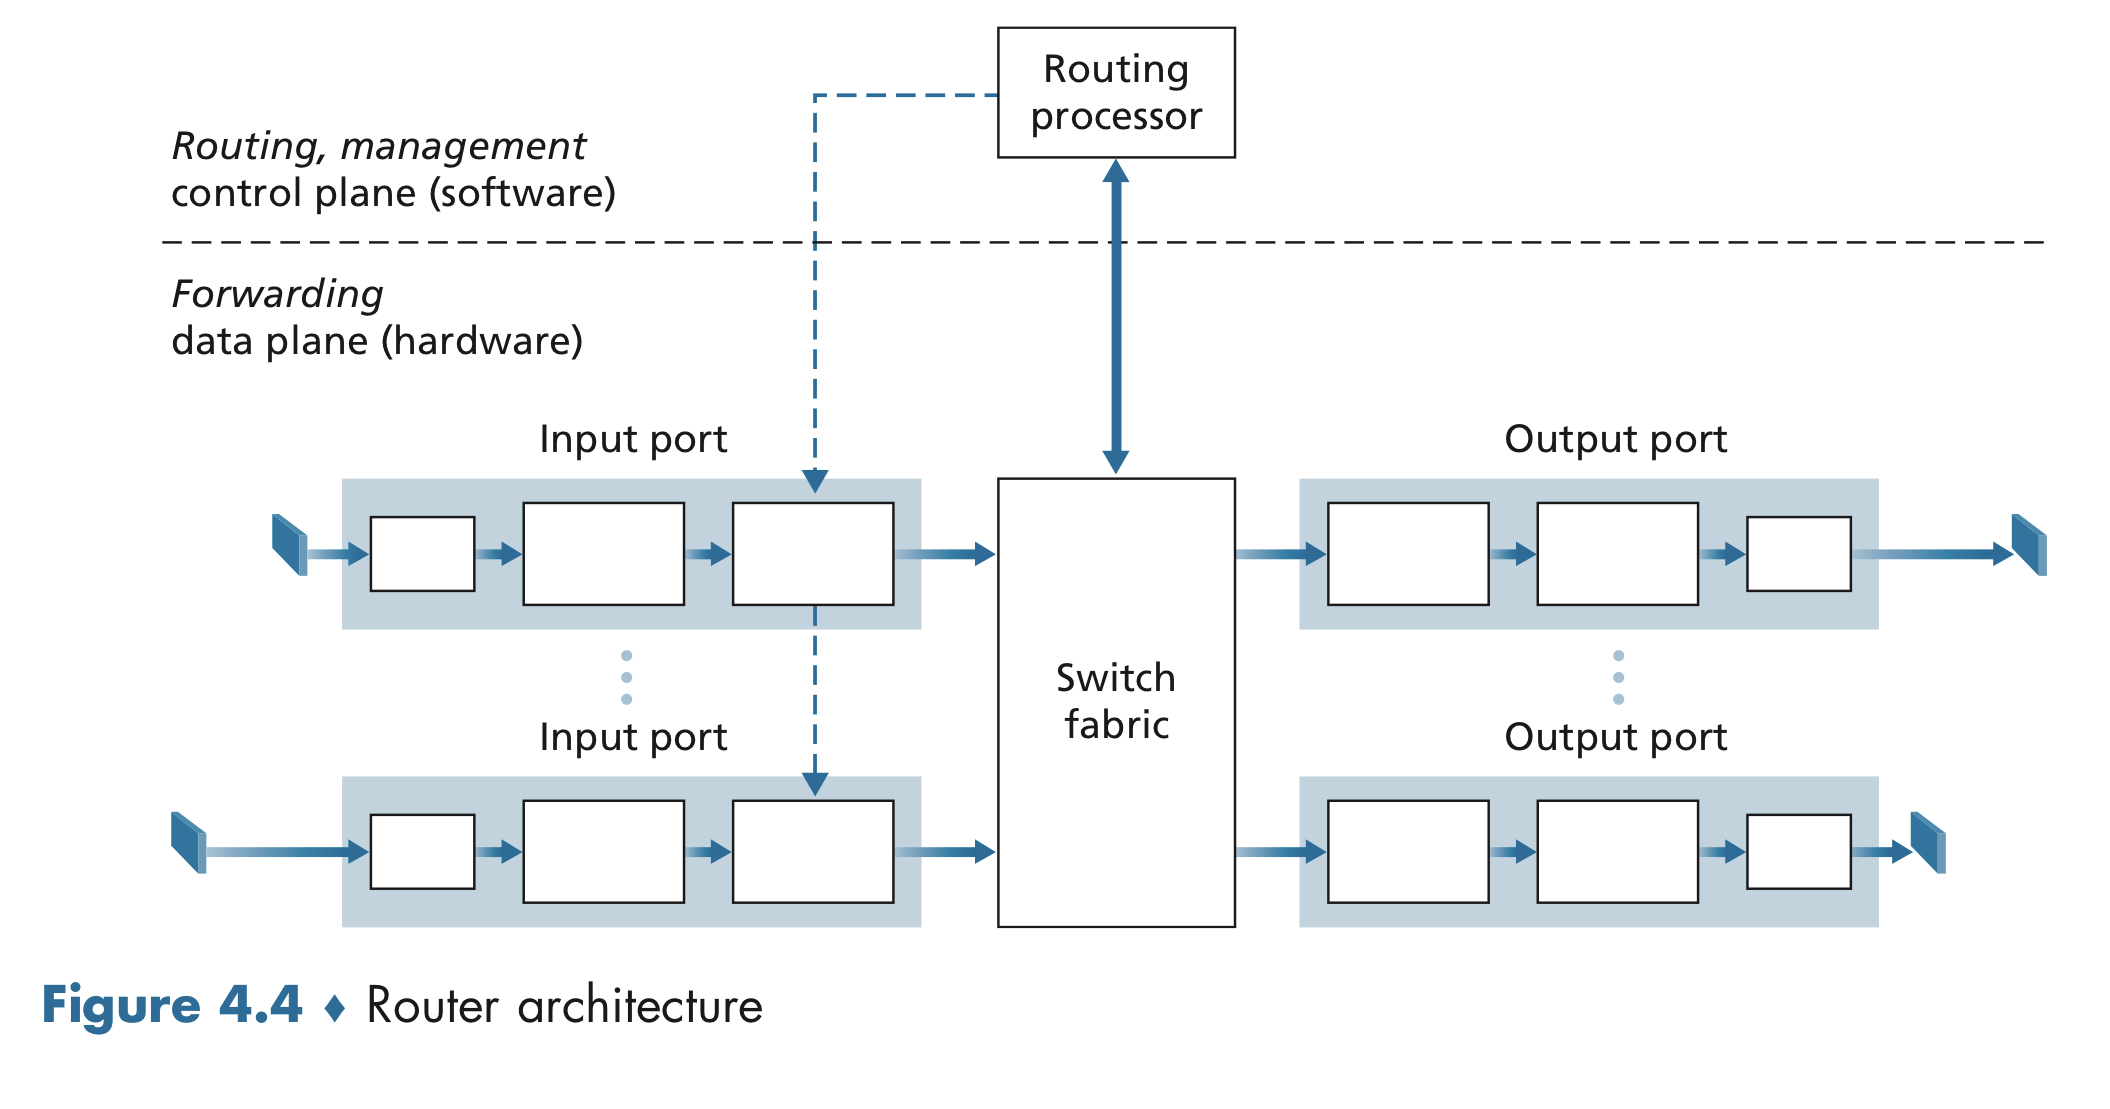 Routing
processor
Routing, management
control plane (software)
Forwarding
data plane (hardware)
Input port
Output port
Switch
fabric
Input port
Output port
Figure 4.4 ♦ Router architecture